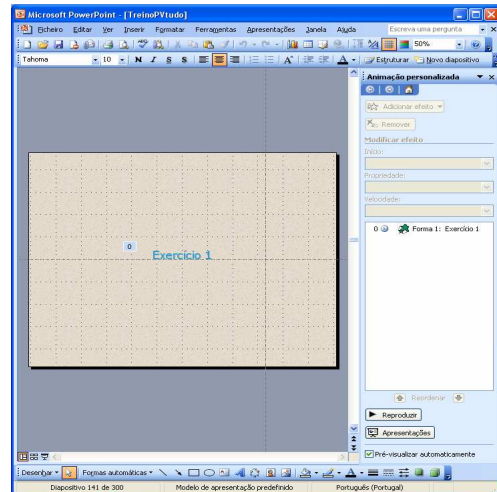 Microsoft PowerPoint - [TreinoPVtudo]
Ficheiro Editar Ver Inserir Formatar Ferramentas Apresentações Janela Ajuda Escreva uma pergunta
50%
Tahoma 10 N I S S Estruturar Novo diapositivo
Animação personalizada
Adicionar efeito
Remover
Modificar efeito
Início:
Propriedade:
Velocidade:
0 Forma 1: Exercício 1
0
Exercício 1
Reordenar
Reproduzir
Apresentações
Pré-visualizar automaticamente
Desenhar Formas automáticas
Diapositivo 141 de 300 Modelo de apresentação predefinido Português (Portugal)